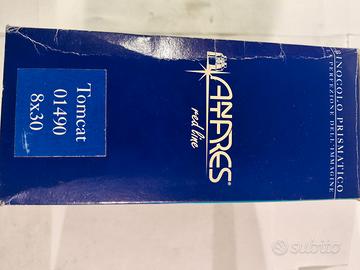 Tomcat
01490
8x30
ANTARES®
red line
BINOCOLO PRISMATICO
PERFEZIONE DELL'IMMAGINE
subito